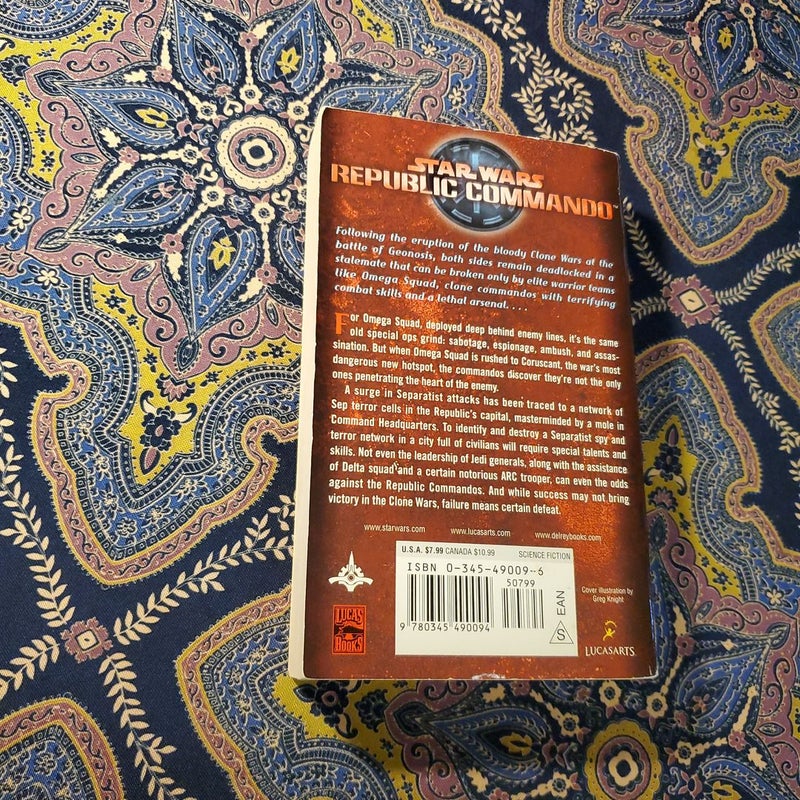 STAR WARS
REPUBLIC COMMANDO™
Following the eruption of the bloody Clone Wars at the
battle of Geonosis, both sides remain deadlocked in a
stalemate that can be broken only by elite warrior teams
like Omega Squad, clone commandos with terrifying
combat skills and a lethal arsenal. . . .
For Omega Squad, deployed deep behind enemy lines, it's the same
old special ops grind: sabotage, espionage, ambush, and assas-
sination. But when Omega Squad is rushed to Coruscant, the war's most
dangerous new hotspot, the commandos discover they're not the only
ones penetrating the heart of the enemy.
A surge in Separatist attacks has been traced to a network of
Sep terror cells in the Republic's capital, masterminded by a mole in
Command Headquarters. To identify and destroy a Separatist spy and
terror network in a city full of civilians will require special talents and
skills. Not even the leadership of Jedi generals, along with the assistance
of Delta squad and a certain notorious ARC trooper, can even the odds
against the Republic Commandos. And while success may not bring
victory in the Clone Wars, failure means certain defeat.
www.starwars.com www.lucasarts.com www.delreybooks.com
U.S.A. $7.99 CANADA $10.99 SCIENCE FICTION
ISBN 0-345-49009-6
50799
9 780345 490094
S
EAN
Cover illustration by
Greg Knight
LUCAS
BOOKS
LUCASARTS